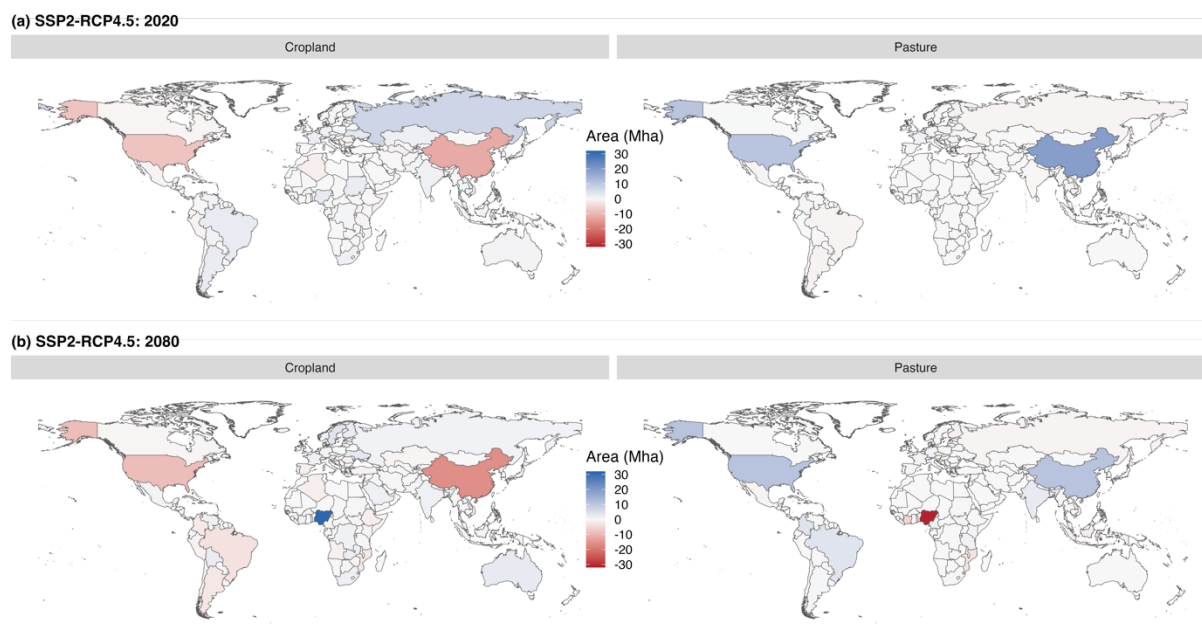 (a) SSP2-RCP4.5: 2020
Cropland
Pasture
Area (Mha)
30
20
10
0
-10
-20
-30
(b) SSP2-RCP4.5: 2080
Cropland
Pasture
Area (Mha)
30
20
10
0
-10
-20
-30